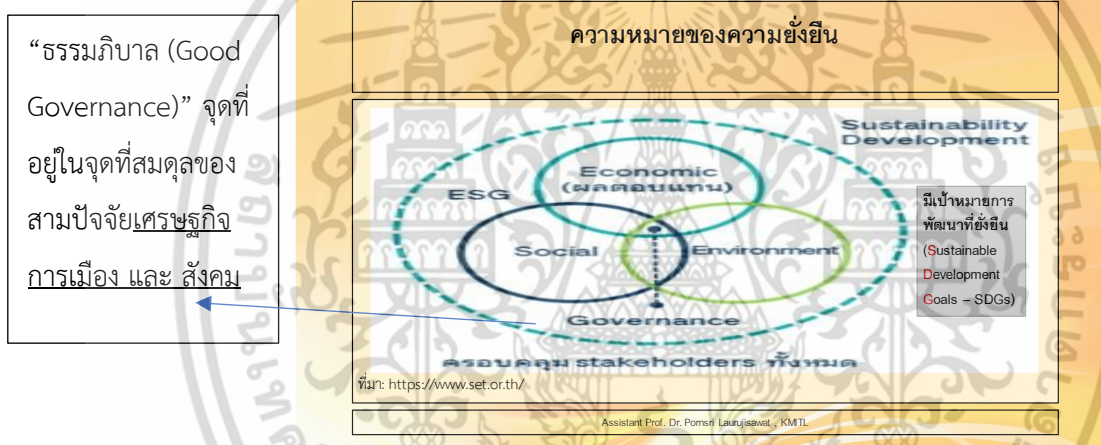 “ธรรมภิบาล (Good
Governance)” จุดที่
อยู่ในจุดที่สมดุลของ
สามปัจจัยเศรษฐกิจ
การเมือง และ สังคม
ความหมายของความยั่งยืน
Sustainability
Development
Economic
(ผลตอบแทน)
ESG
Social
Environment
Governance
ครอบคลุม stakeholders ทั้งหมด
มีเป้าหมายการ
พัฒนาที่ยั่งยืน
(Sustainable
Development
Goals – SDGs)
ที่มา: https://www.set.or.th/
Assistant Prof. Dr. Pornsri Laurujisawat , KMITL